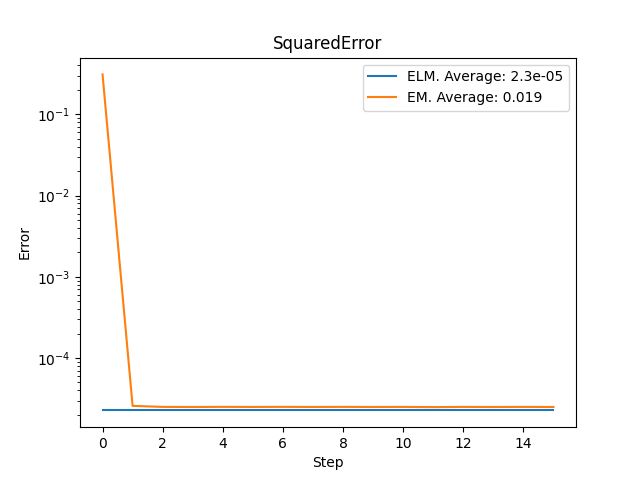 SquaredError
ELM. Average: 2.3e-05
EM. Average: 0.019
10⁻¹
10⁻²
10⁻³
10⁻⁴
Error
0 2 4 6 8 10 12 14
Step